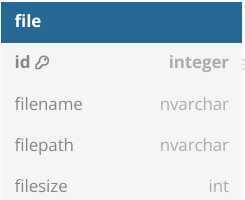 file
id integer
filename nvarchar
filepath nvarchar
filesize int